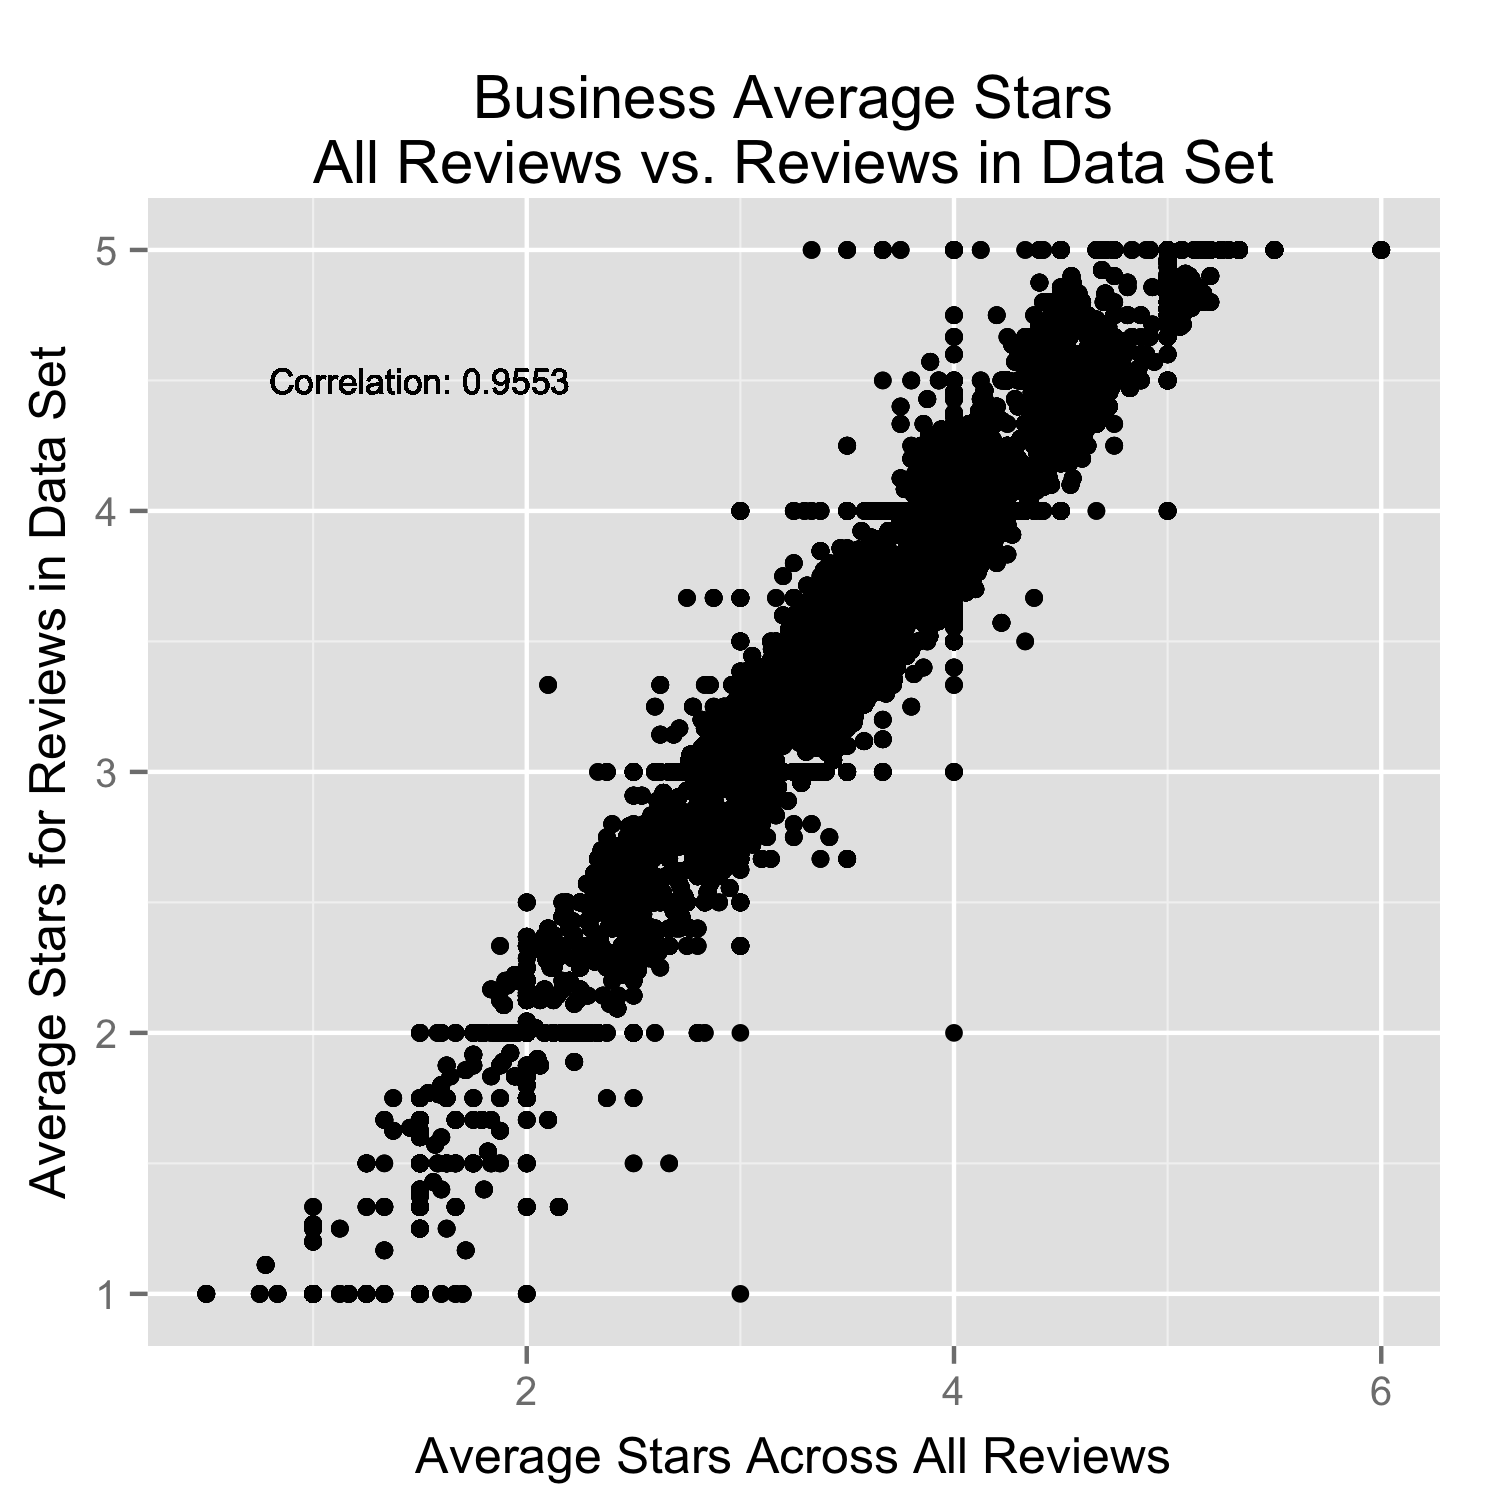 Business Average Stars
All Reviews vs. Reviews in Data Set
Correlation: 0.9553
Average Stars for Reviews in Data Set
5
4
3
2
1
2
4
6
Average Stars Across All Reviews